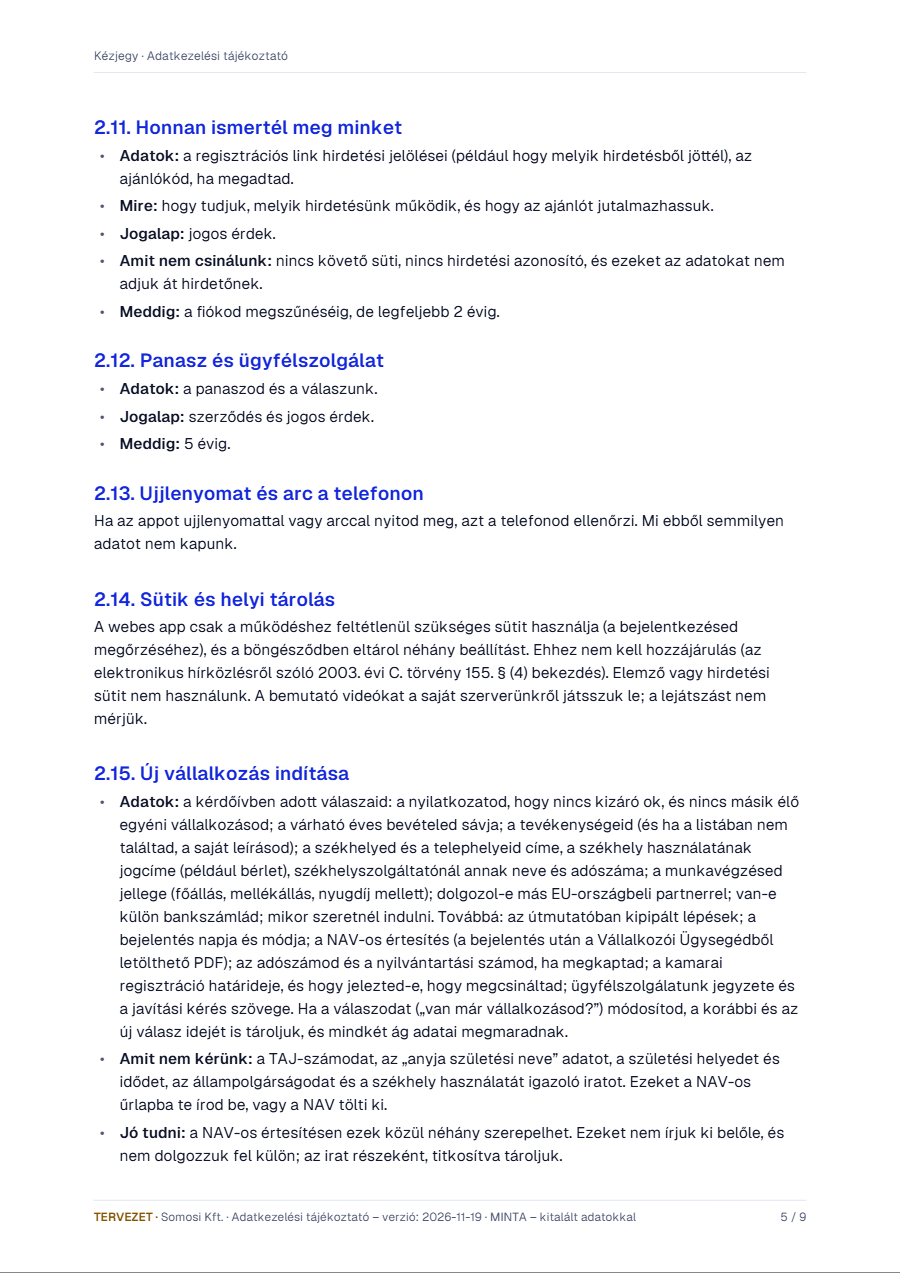 Kézjegy · Adatkezelési tájékoztató
2.11. Honnan ismertél meg minket
• Adatok: a regisztrációs link hirdetési jelölései (például hogy melyik hirdetésből jöttél), az
ajánlókód, ha megadtad.
• Mire: hogy tudjuk, melyik hirdetésünk működik, és hogy az ajánlót jutalmazhassuk.
• Jogalap: jogos érdek.
• Amit nem csinálunk: nincs követő süti, nincs hirdetési azonosító, és ezeket az adatokat nem
adjuk át hirdetőnek.
• Meddig: a fiókod megszűnéséig, de legfeljebb 2 évig.
2.12. Panasz és ügyfélszolgálat
• Adatok: a panaszod és a válaszunk.
• Jogalap: szerződés és jogos érdek.
• Meddig: 5 évig.
2.13. Ujjlenyomat és arc a telefonon
Ha az appot ujjlenyomattal vagy arccal nyitod meg, azt a telefonod ellenőrzi. Mi ebből semmilyen
adatot nem kapunk.
2.14. Sütik és helyi tárolás
A webes app csak a működéshez feltétlenül szükséges sütit használja (a bejelentkezésed
megőrzéséhez), és a böngésződben eltárol néhány beállítást. Ehhez nem kell hozzájárulás (az
elektronikus hírközlésről szóló 2003. évi C. törvény 155. § (4) bekezdés). Elemző vagy hirdetési
sütit nem használunk. A bemutató videókat a saját szerverünkről játsszuk le; a lejátszást nem
mérjük.
2.15. Új vállalkozás indítása
• Adatok: a kérdőívben adott válaszaid: a nyilatkozatod, hogy nincs kizáró ok, és nincs másik élő
egyéni vállalkozásod; a várható éves bevételed sávja; a tevékenységeid (és ha a listában nem
találtad, a saját leírásod); a székhelyed és a telephelyeid címe, a székhely használatának
jogcíme (például bérlet), székhelyszolgáltatónál annak neve és adószáma; a munkavégzésed
jellege (főállás, mellékállás, nyugdíj mellett); dolgozol-e más EU-országbeli partnerrel; van-e
külön bankszámlád; mikor szeretnél indulni. Továbbá: az útmutatóban kipipált lépések; a
bejelentés napja és módja; a NAV-os értesítés (a bejelentés után a Vállalkozói Ügysegédből
letölthető PDF); az adószámod és a nyilvántartási számod, ha megkaptad; a kamarai
regisztráció határideje, és hogy jelezted-e, hogy megcsináltad; ügyfélszolgálatunk jegyzete és
a javítási kérés szövege. Ha a válaszodat („van már vállalkozásod?”) módosítod, a korábbi és az
új válasz idejét is tároljuk, és mindkét ág adatai megmaradnak.
• Amit nem kérünk: a TAJ-számodat, az „anyja születési neve” adatot, a születési helyedet és
idődet, az állampolgárságodat és a székhely használatát igazoló iratot. Ezeket a NAV-os
űrlapba te írod be, vagy a NAV tölti ki.
• Jó tudni: a NAV-os értesítésen ezek közül néhány szerepelhet. Ezeket nem írjuk ki belőle, és
nem dolgozzuk fel külön; az irat részeként, titkosítva tároljuk.
TERVEZET · Somosi Kft. · Adatkezelési tájékoztató – verzió: 2026-11-19 · MINTA – kitalált adatokkal 5 / 9